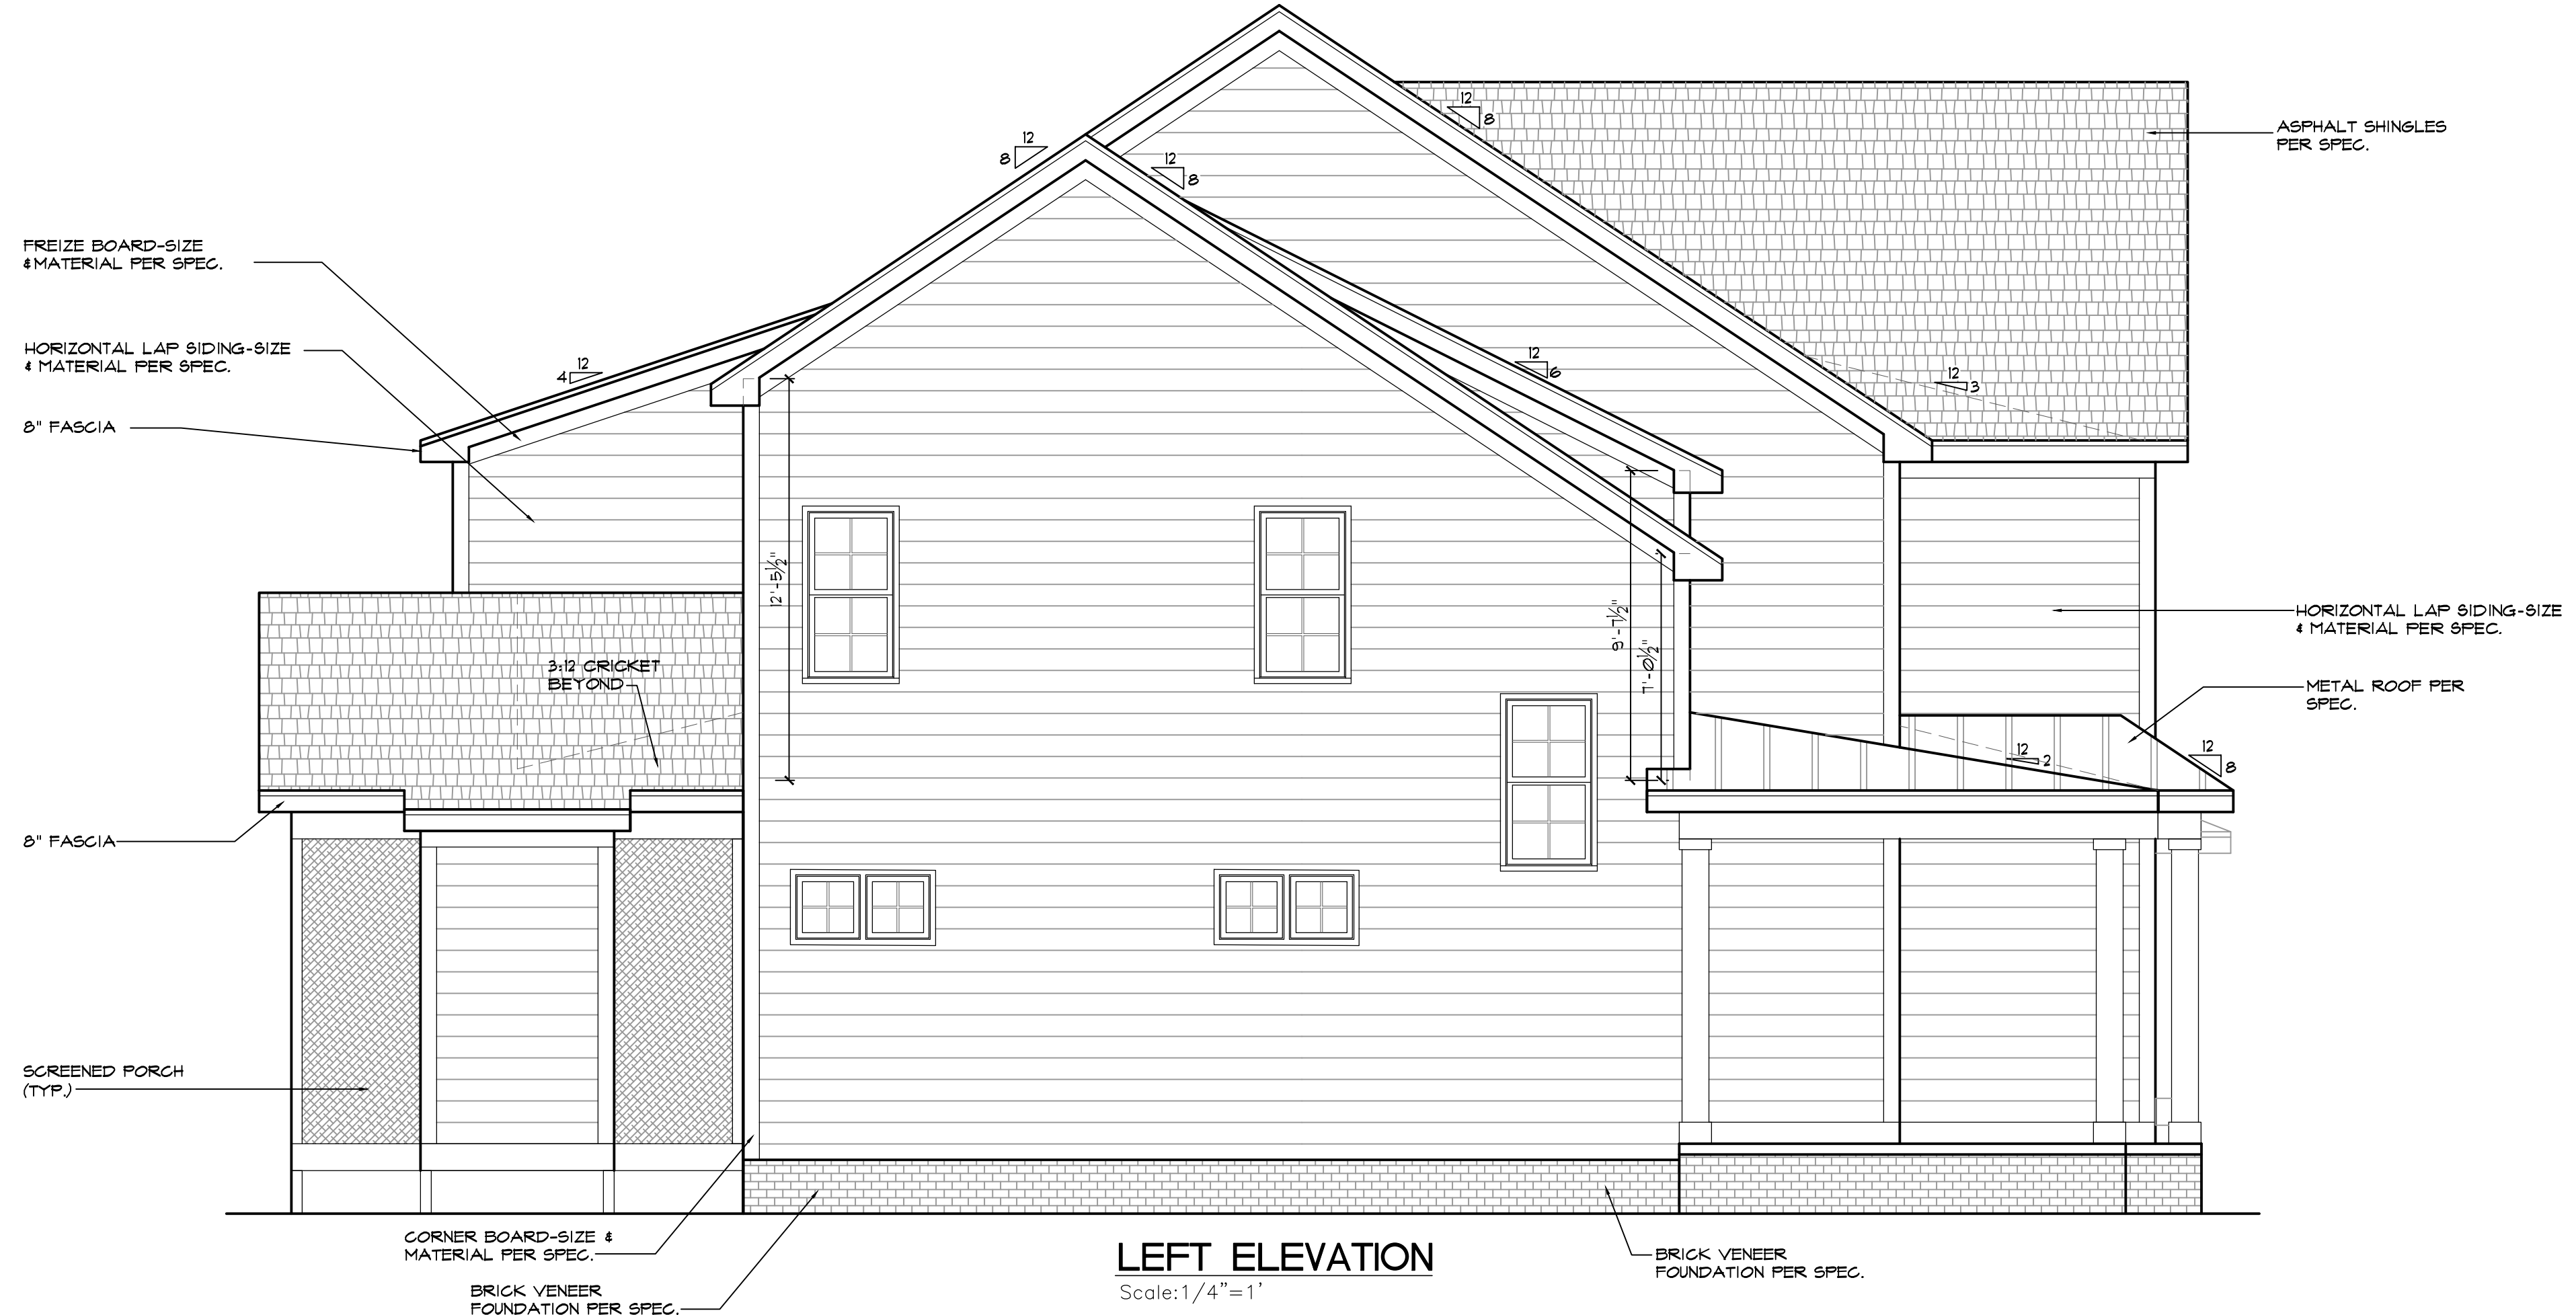 12
8
ASPHALT SHINGLES
PER SPEC.
12
8
12
8
FREIZE BOARD-SIZE
& MATERIAL PER SPEC.
HORIZONTAL LAP SIDING-SIZE
& MATERIAL PER SPEC.
12
4
12
6
12
3
8" FASCIA
12'-5½"
9'-7½"
7'-0½"
HORIZONTAL LAP SIDING-SIZE
& MATERIAL PER SPEC.
3:12 CRICKET
BEYOND
METAL ROOF PER
SPEC.
12
2
12
8
8" FASCIA
SCREENED PORCH
(TYP.)
CORNER BOARD-SIZE &
MATERIAL PER SPEC.
BRICK VENEER
FOUNDATION PER SPEC.
LEFT ELEVATION
Scale:1/4"=1'
BRICK VENEER
FOUNDATION PER SPEC.